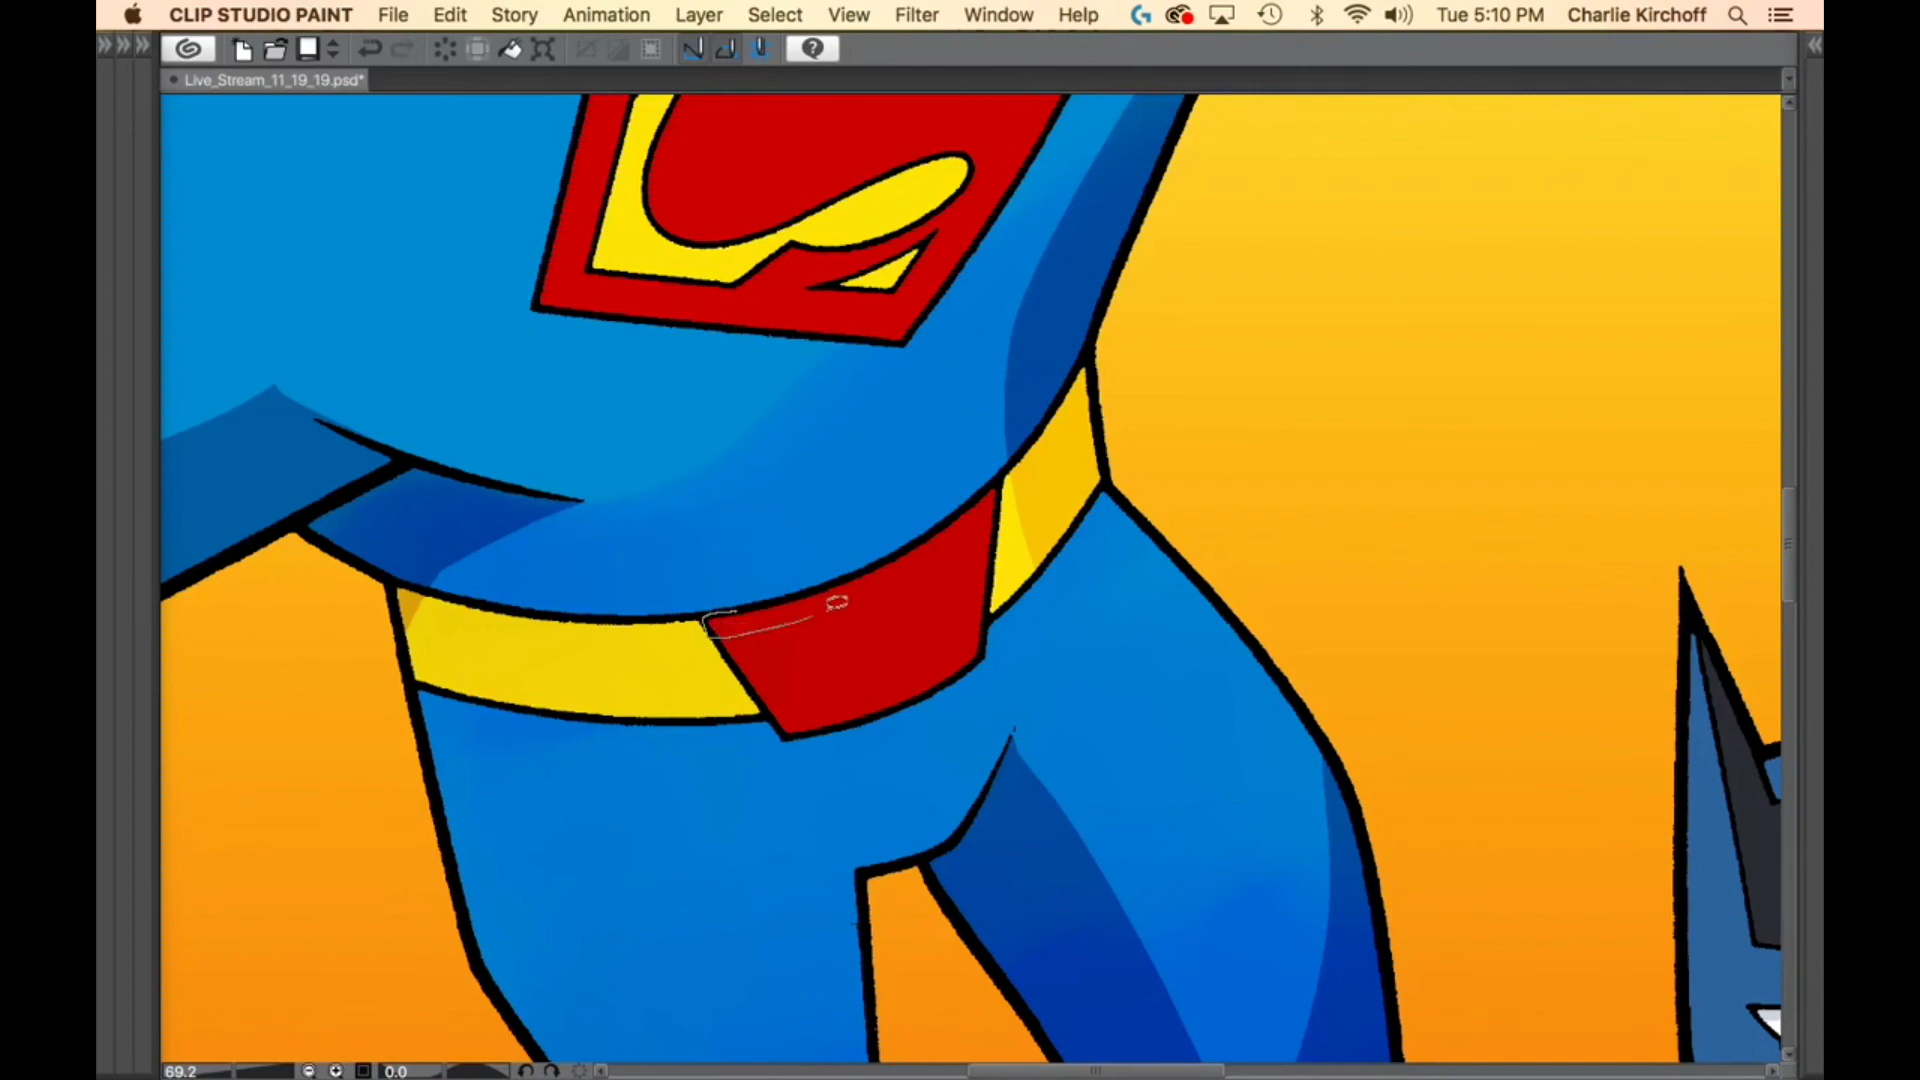 CLIP STUDIO PAINT File Edit Story Animation Layer Select View Filter Window Help Tue 5:10 PM Charlie Kirchoff
Live_Stream_11_19_19.psd*
69.2 0.0